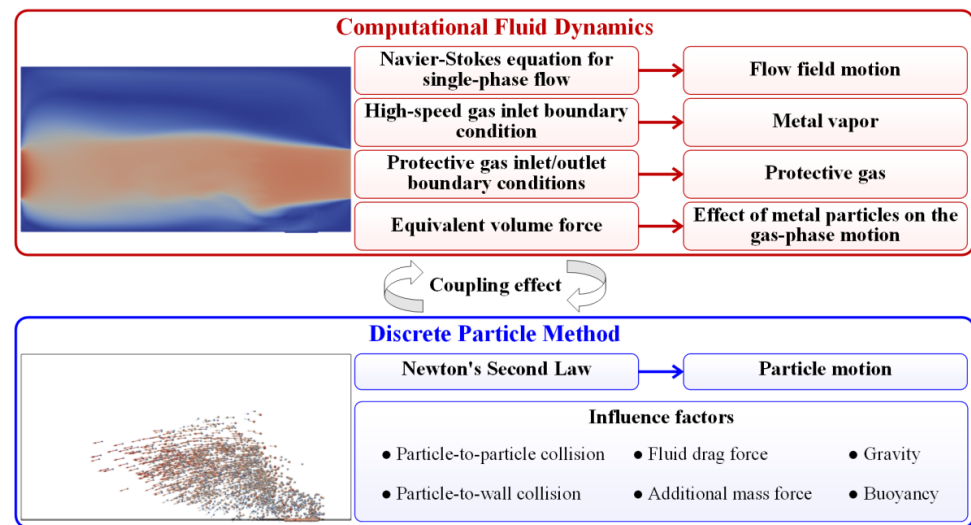 Computational Fluid Dynamics
Navier-Stokes equation for
single-phase flow
Flow field motion
High-speed gas inlet boundary
condition
Metal vapor
Protective gas inlet/outlet
boundary conditions
Protective gas
Equivalent volume force
Effect of metal particles on the
gas-phase motion
Coupling effect
Discrete Particle Method
Newton's Second Law
Particle motion
Influence factors
● Particle-to-particle collision
● Fluid drag force
● Gravity
● Particle-to-wall collision
● Additional mass force
● Buoyancy